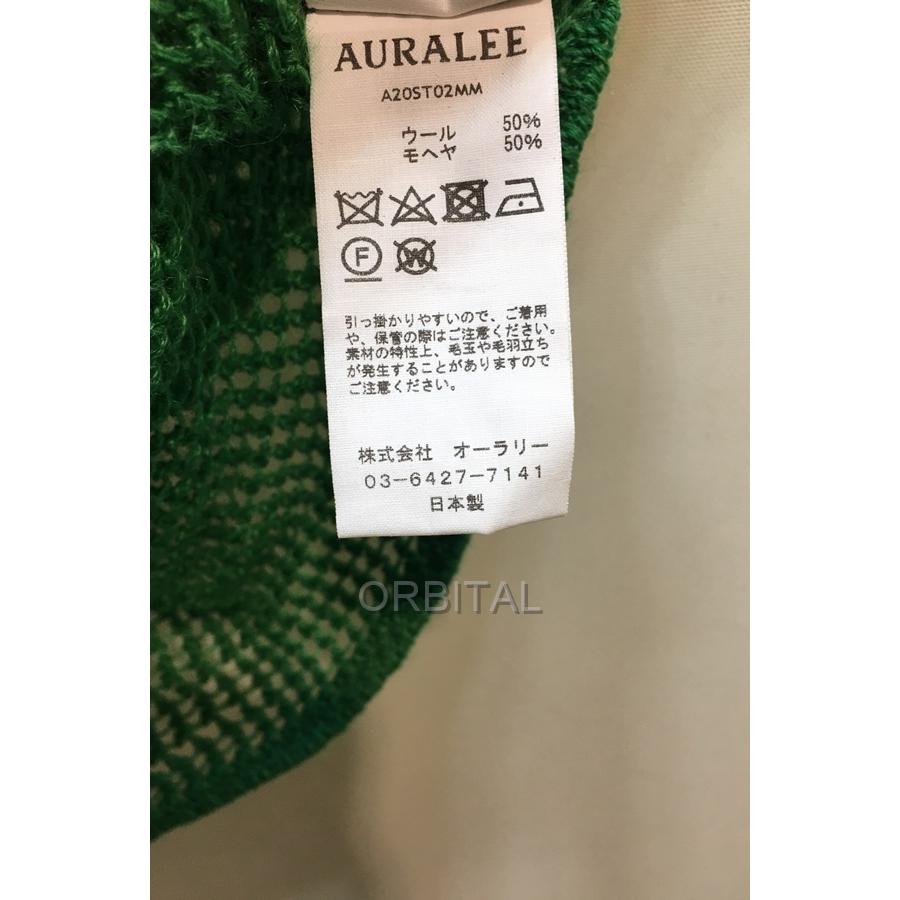 AURALEE
A20ST02MM
ウール 50%
モヘヤ 50%
F W
引っ掛かりやすいので、ご着用
や、保管の際はご注意ください。
素材の特性上、毛玉や毛羽立ち
が発生することがありますので
ご注意ください。
株式会社 オーラリー
03-6427-7141
日本製
ORBITAL